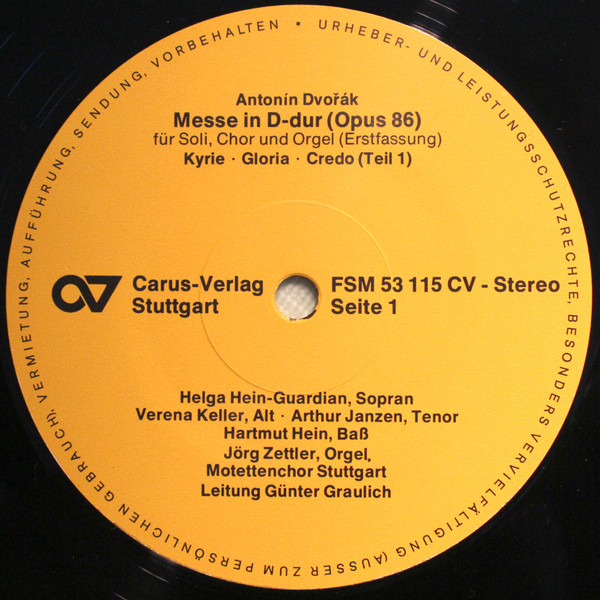 Antonín Dvořák
Messe in D-dur (Opus 86)
für Soli, Chor und Orgel (Erstfassung)
Kyrie · Gloria · Credo (Teil 1)
Carus-Verlag
Stuttgart
FSM 53 115 CV - Stereo
Seite 1
Helga Hein-Guardian, Sopran
Verena Keller, Alt · Arthur Janzen, Tenor
Hartmut Hein, Baß
Jörg Zettler, Orgel,
Motettenchor Stuttgart
Leitung Günter Graulich
URHEBER- UND LEISTUNGSSCHUTZRECHTE, BESONDERS VERVIELFÄLTIGUNG (AUSSER ZUM PERSÖNLICHEN GEBRAUCH), VERMIETUNG, AUFFÜHRUNG, SENDUNG, VORBEHALTEN ·